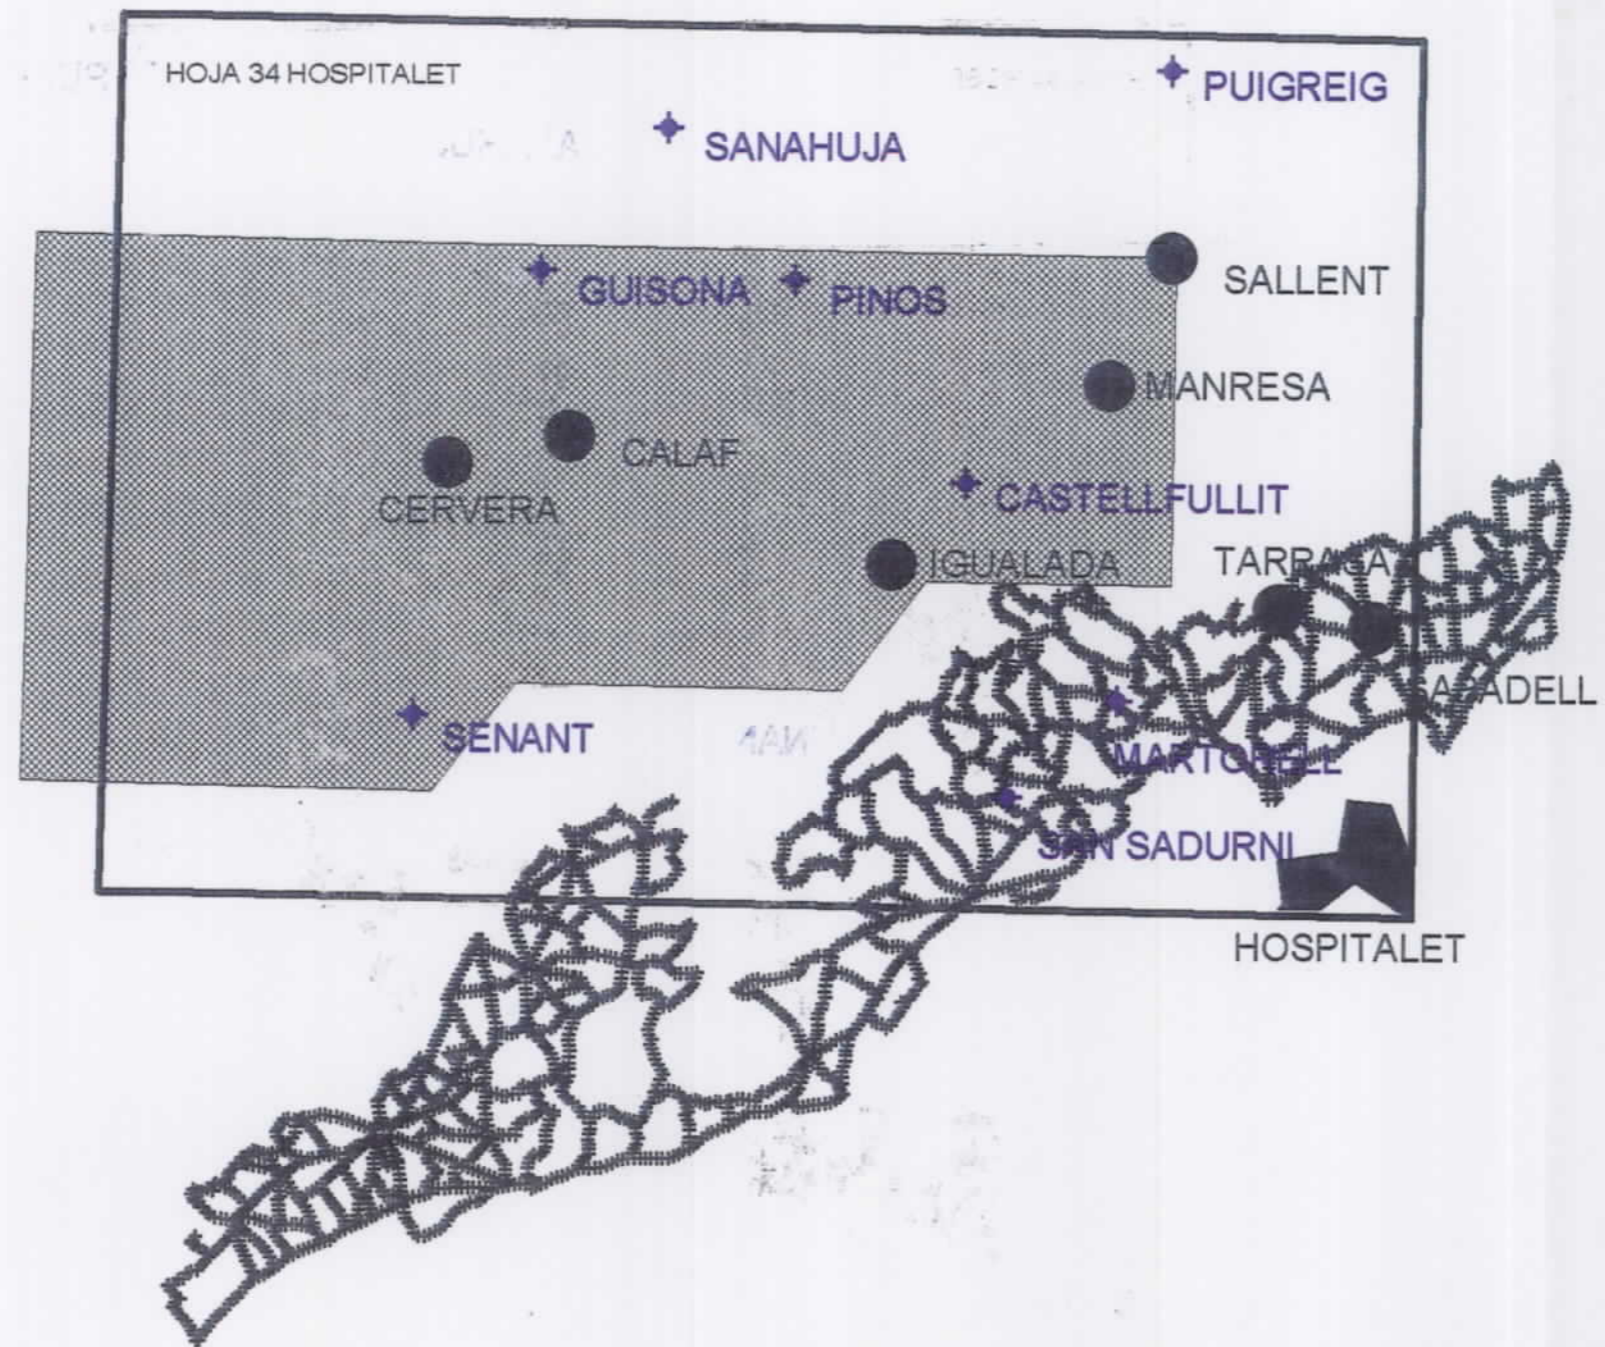 HOJA 34 HOSPITALET
PUIGREIG
SANAHUJA
SALLENT
GUISONA
PINOS
MANRESA
CALAF
CASTELLFULLIT
CERVERA
IGUALADA
TARRASA
SABADELL
SENANT
MARTORELL
SAN SADURNI
HOSPITALET